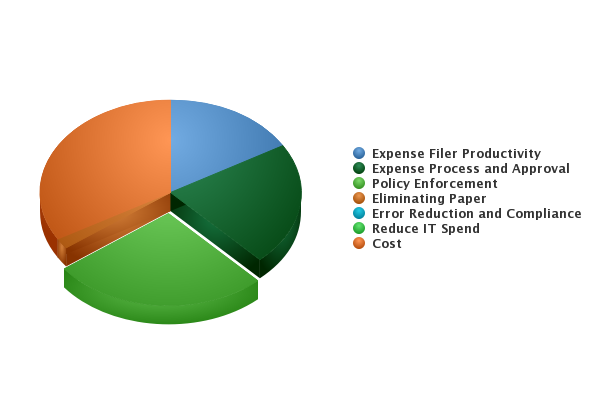 Expense Filer Productivity
Expense Process and Approval
Policy Enforcement
Eliminating Paper
Error Reduction and Compliance
Reduce IT Spend
Cost